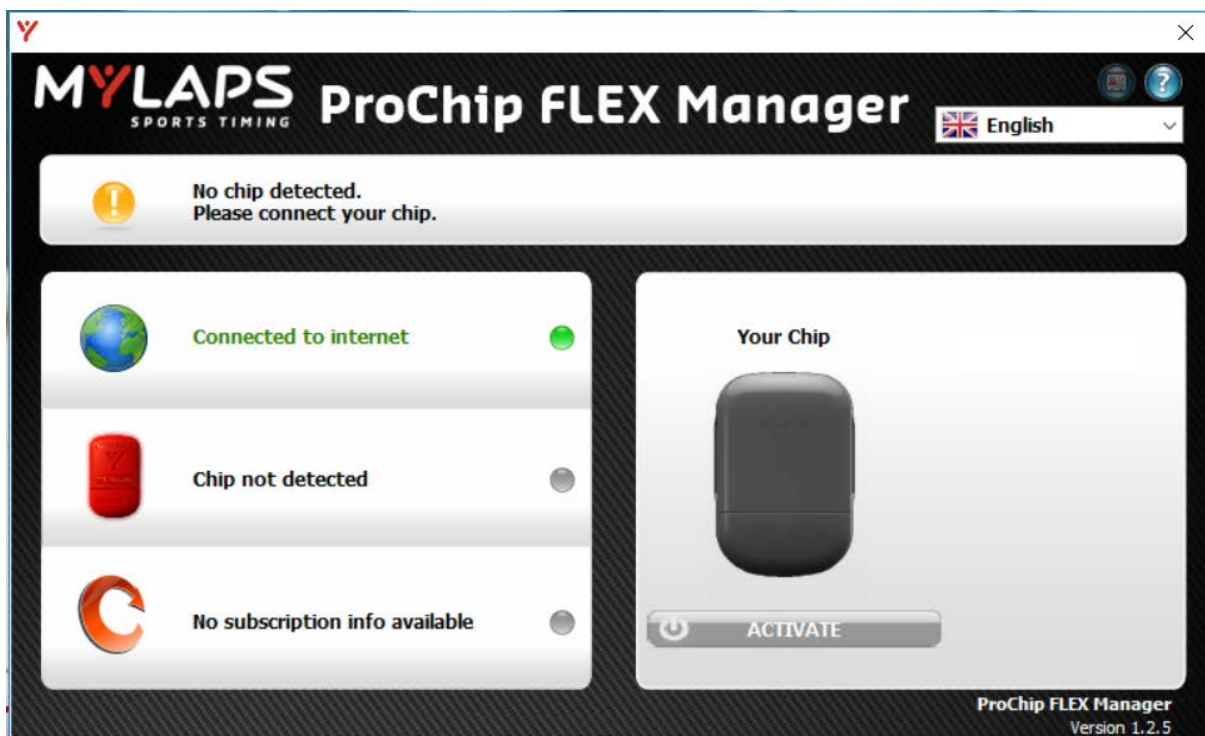 MYLAPS
SPORTS TIMING
ProChip FLEX Manager
English
No chip detected.
Please connect your chip.
Connected to internet
Chip not detected
No subscription info available
Your Chip
ACTIVATE
ProChip FLEX Manager
Version 1.2.5